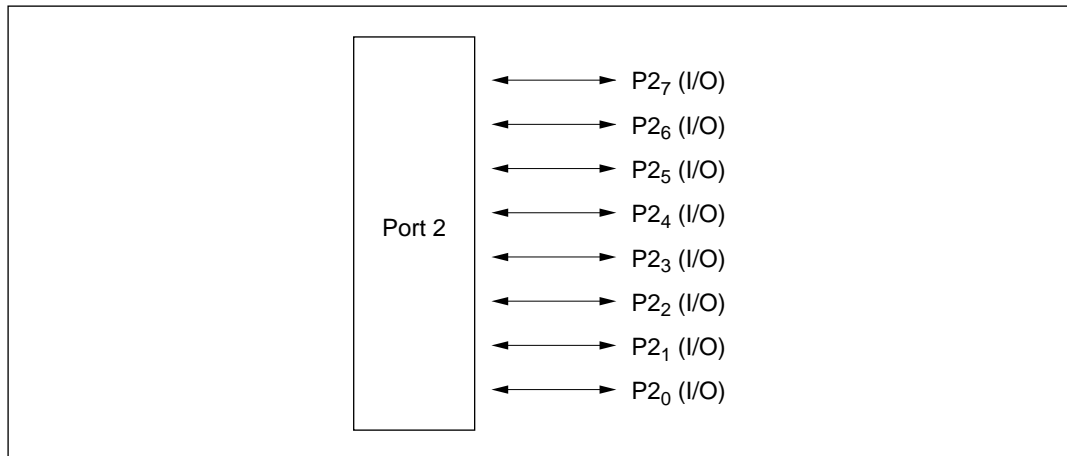 Port 2
P2₇ (I/O)
P2₆ (I/O)
P2₅ (I/O)
P2₄ (I/O)
P2₃ (I/O)
P2₂ (I/O)
P2₁ (I/O)
P2₀ (I/O)